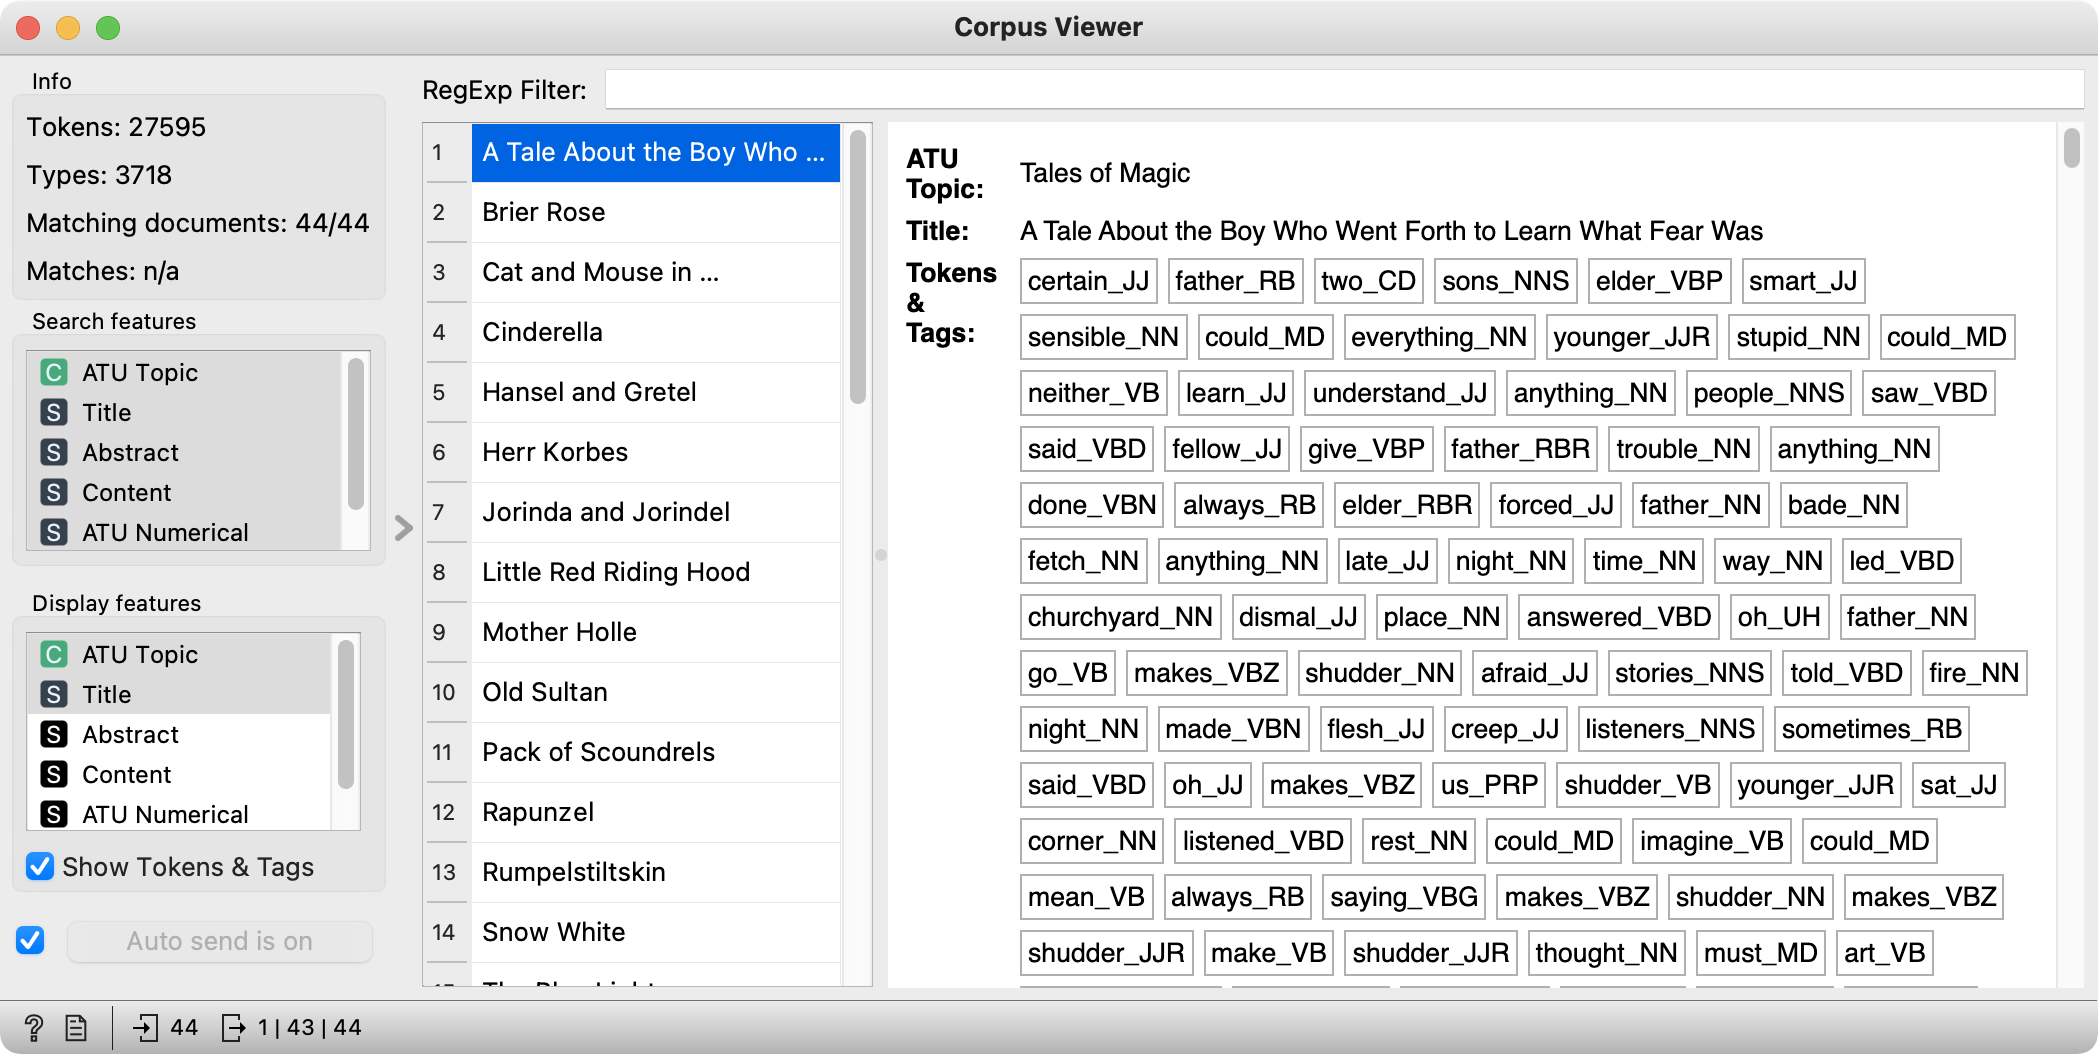 Corpus Viewer
Info
Tokens: 27595
Types: 3718
Matching documents: 44/44
Matches: n/a
Search features
C ATU Topic
S Title
S Abstract
S Content
S ATU Numerical
Display features
C ATU Topic
S Title
S Abstract
S Content
S ATU Numerical
Show Tokens & Tags
Auto send is on
RegExp Filter:
1 A Tale About the Boy Who ...
2 Brier Rose
3 Cat and Mouse in ...
4 Cinderella
5 Hansel and Gretel
6 Herr Korbes
7 Jorinda and Jorindel
8 Little Red Riding Hood
9 Mother Holle
10 Old Sultan
11 Pack of Scoundrels
12 Rapunzel
13 Rumpelstiltskin
14 Snow White
ATU Topic: Tales of Magic
Title: A Tale About the Boy Who Went Forth to Learn What Fear Was
Tokens & Tags:
certain_JJ father_RB two_CD sons_NNS elder_VBP smart_JJ
sensible_NN could_MD everything_NN younger_JJR stupid_NN could_MD
neither_VB learn_JJ understand_JJ anything_NN people_NNS saw_VBD
said_VBD fellow_JJ give_VBP father_RBR trouble_NN anything_NN
done_VBN always_RB elder_RBR forced_JJ father_NN bade_NN
fetch_NN anything_NN late_JJ night_NN time_NN way_NN led_VBD
churchyard_NN dismal_JJ place_NN answered_VBD oh_UH father_NN
go_VB makes_VBZ shudder_NN afraid_JJ stories_NNS told_VBD fire_NN
night_NN made_VBN flesh_JJ creep_JJ listeners_NNS sometimes_RB
said_VBD oh_JJ makes_VBZ us_PRP shudder_VB younger_JJR sat_JJ
corner_NN listened_VBD rest_NN could_MD imagine_VB could_MD
mean_VB always_RB saying_VBG makes_VBZ shudder_NN makes_VBZ
shudder_JJR make_VB shudder_JJR thought_NN must_MD art_VB
? 44 1 | 43 | 44